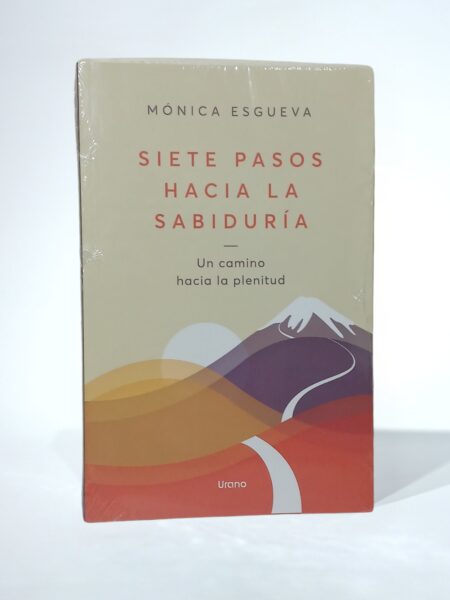 MÓNICA ESGUEVA
SIETE PASOS
HACIA LA
SABIDURÍA
Un camino
hacia la plenitud
Urano